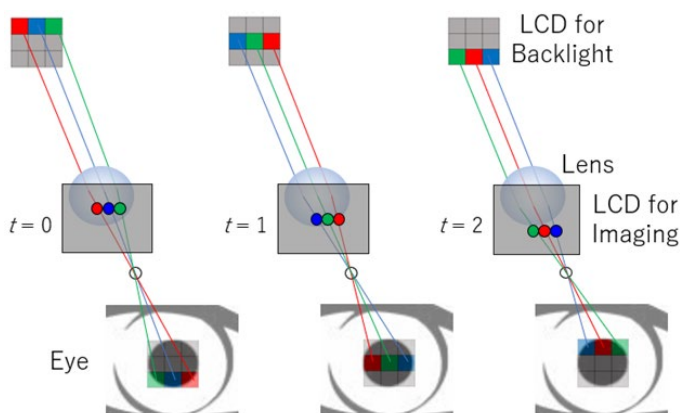 LCD for
Backlight
Lens
LCD for
Imaging
t = 0
t = 1
t = 2
Eye